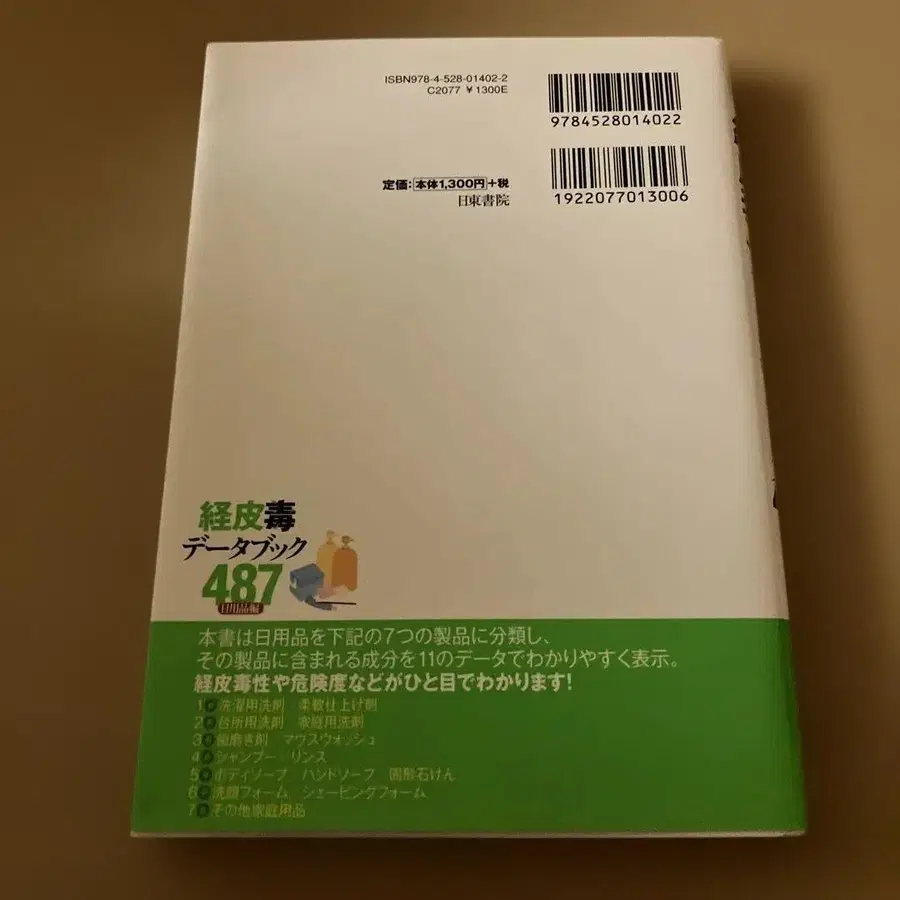 ISBN978-4-528-01402-2
C2077 ¥1300E
9784528014022
定価：本体1,300円+税
日東書院
1922077013006
経皮毒
データブック
487
日用品編
本書は日用品を下記の7つの製品に分類し、
その製品に含まれる成分を11のデータでわかりやすく表示。
経皮毒性や危険度などがひと目でわかります！
1 洗濯用洗剤 柔軟仕上げ剤
2 台所用洗剤 家庭用洗剤
3 歯磨き剤 マウスウォッシュ
4 シャンプー リンス
5 ボディソープ ハンドソープ 固形石けん
6 洗顔フォーム シェービングフォーム
7 その他家庭用品